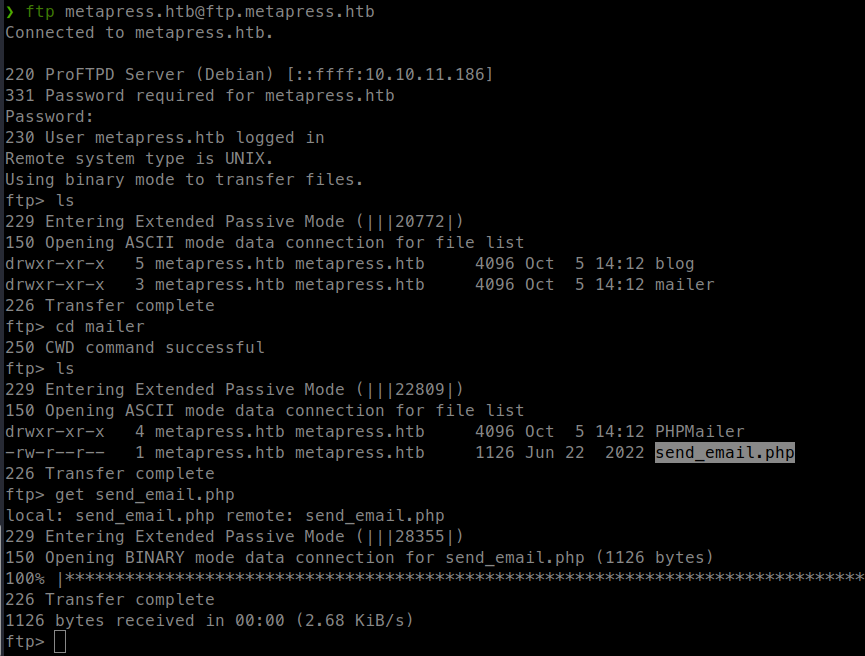 ❯ ftp metapress.htb@ftp.metapress.htb
Connected to metapress.htb.
220 ProFTPD Server (Debian) [::ffff:10.10.11.186]
331 Password required for metapress.htb
Password:
230 User metapress.htb logged in
Remote system type is UNIX.
Using binary mode to transfer files.
ftp> ls
229 Entering Extended Passive Mode (|||20772|)
150 Opening ASCII mode data connection for file list
drwxr-xr-x   5 metapress.htb metapress.htb     4096 Oct  5 14:12 blog
drwxr-xr-x   3 metapress.htb metapress.htb     4096 Oct  5 14:12 mailer
226 Transfer complete
ftp> cd mailer
250 CWD command successful
ftp> ls
229 Entering Extended Passive Mode (|||22809|)
150 Opening ASCII mode data connection for file list
drwxr-xr-x   4 metapress.htb metapress.htb     4096 Oct  5 14:12 PHPMailer
-rw-r--r--   1 metapress.htb metapress.htb     1126 Jun 22  2022 send_email.php
226 Transfer complete
ftp> get send_email.php
local: send_email.php remote: send_email.php
229 Entering Extended Passive Mode (|||28355|)
150 Opening BINARY mode data connection for send_email.php (1126 bytes)
100% |********************************************************************************
226 Transfer complete
1126 bytes received in 00:00 (2.68 KiB/s)
ftp>